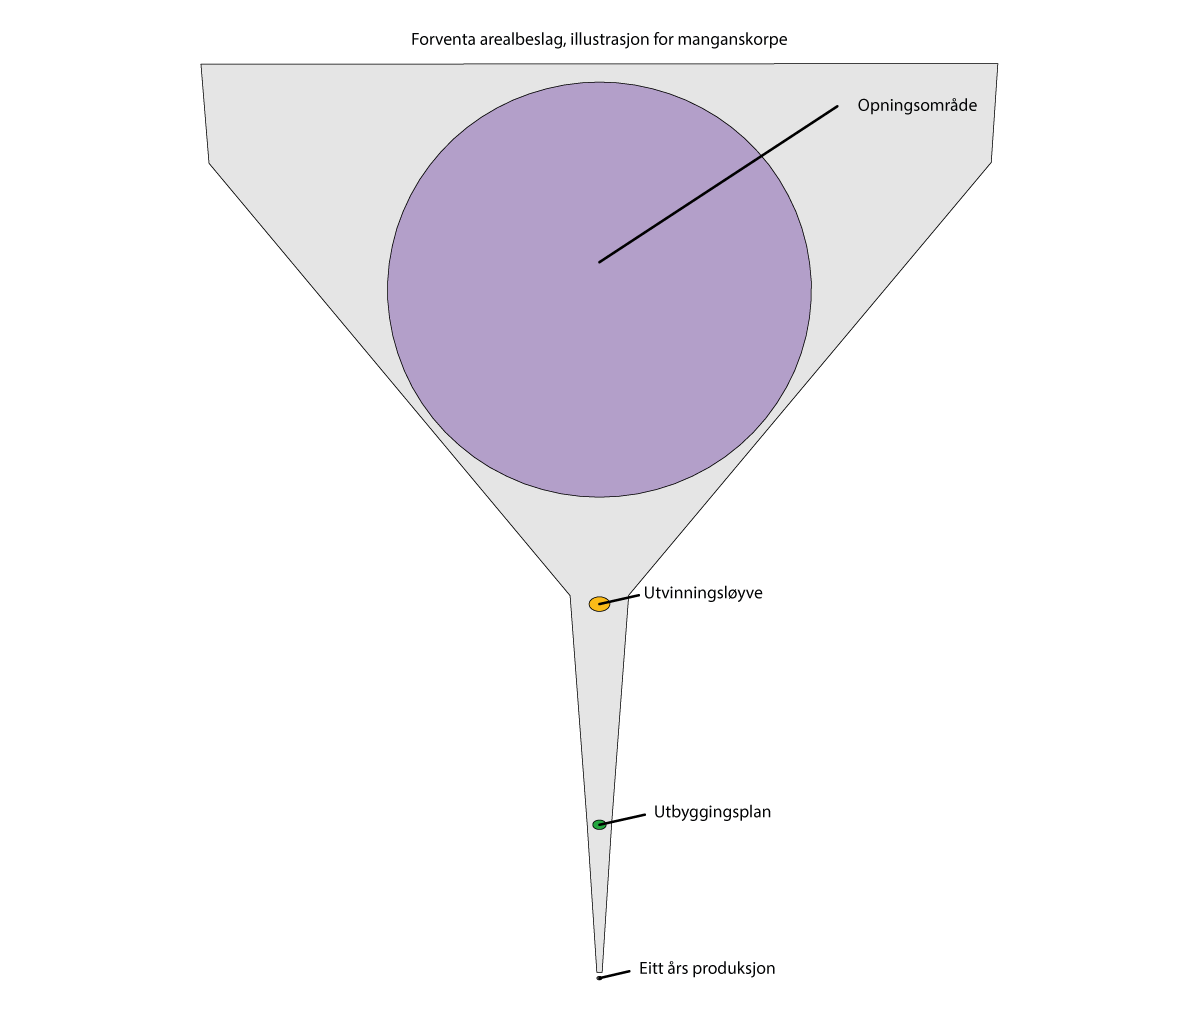 Forventa arealbeslag, illustrasjon for manganskorpe
Opningsområde
Utvinningsløyve
Utbyggingsplan
Eitt års produksjon